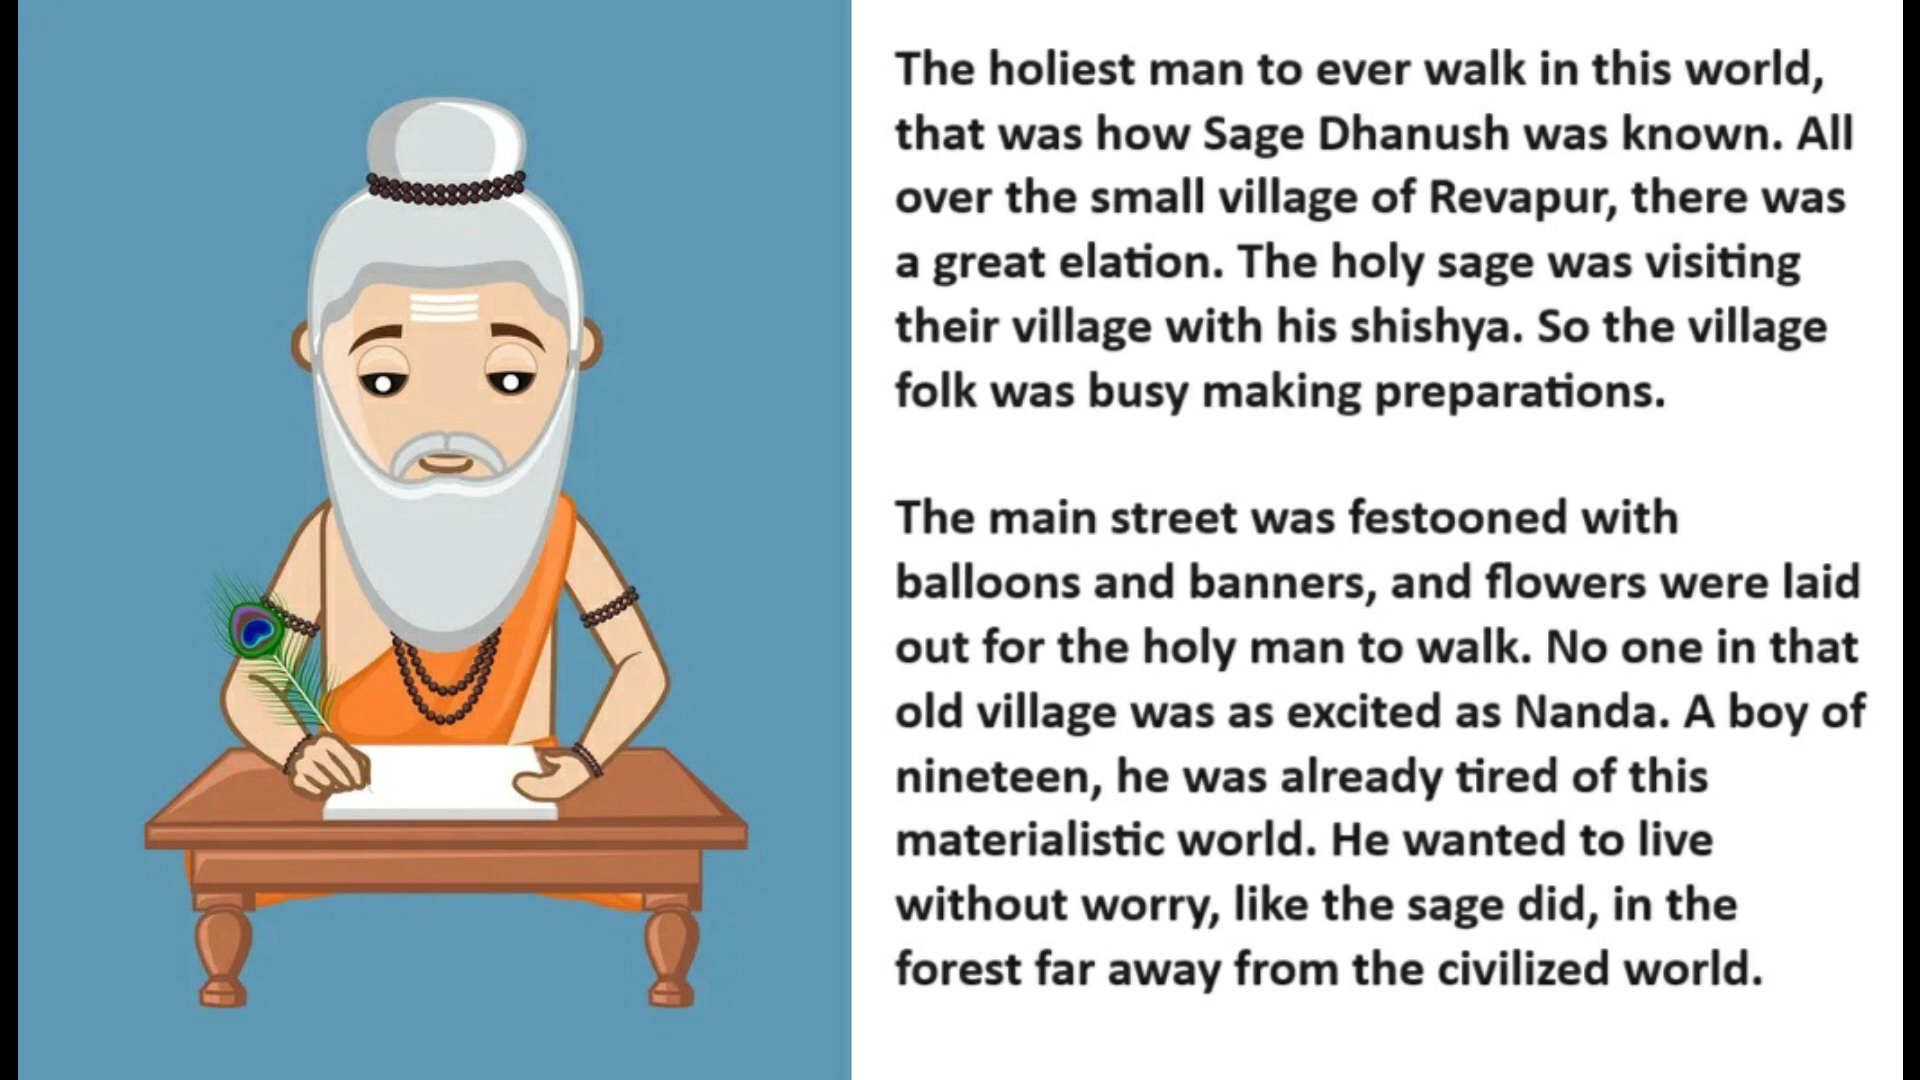 The holiest man to ever walk in this world,
that was how Sage Dhanush was known. All
over the small village of Revapur, there was
a great elation. The holy sage was visiting
their village with his shishya. So the village
folk was busy making preparations.
The main street was festooned with
balloons and banners, and flowers were laid
out for the holy man to walk. No one in that
old village was as excited as Nanda. A boy of
nineteen, he was already tired of this
materialistic world. He wanted to live
without worry, like the sage did, in the
forest far away from the civilized world.